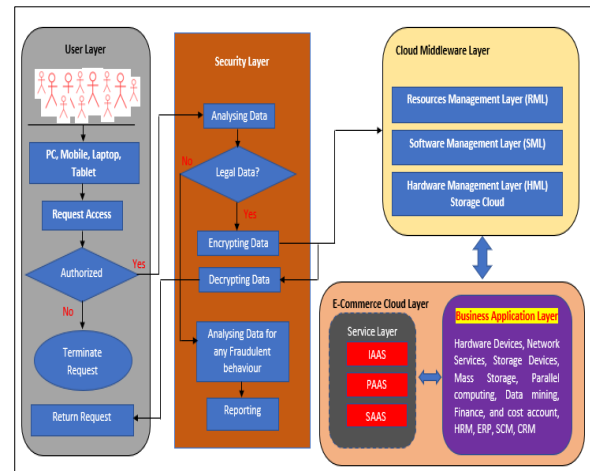 User Layer
PC, Mobile, Laptop,
Tablet
Request Access
Authorized
Yes
No
Terminate
Request
Return Request
Security Layer
Analysing Data
Legal Data?
No
Yes
Encrypting Data
Decrypting Data
Analysing Data for
any Fraudulent
behaviour
Reporting
Cloud Middleware Layer
Resources Management Layer (RML)
Software Management Layer (SML)
Hardware Management Layer (HML)
Storage Cloud
E-Commerce Cloud Layer
Service Layer
IAAS
PAAS
SAAS
Business Application Layer
Hardware Devices, Network
Services, Storage Devices,
Mass Storage, Parallel
computing, Data mining,
Finance, and cost account,
HRM, ERP, SCM, CRM